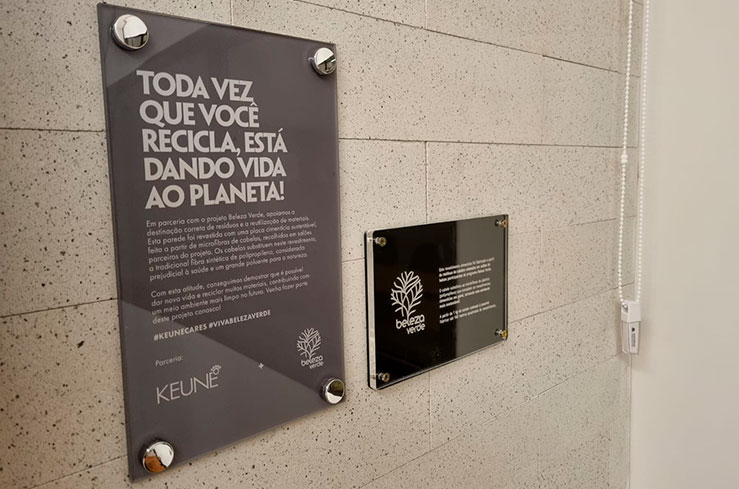 TODA VEZ
QUE VOCÊ
RECICLA, ESTÁ
DANDO VIDA
AO PLANETA!
Em parceria com o projeto Beleza Verde, apoiamos a
destinação correta de resíduos e a reutilização de materiais.
Esta parede foi revestida com uma placa cimentícia sustentável,
feita a partir de microfibras de cabelos, recolhidos em salões
parceiros do projeto. Os cabelos substituem neste revestimento,
a tradicional fibra sintética de polipropileno, considerada
prejudicial à saúde e um grande poluente para a natureza.
Com esta atitude, conseguimos demostrar que é possível
dar nova vida e reciclar muitos materiais, contribuindo com
um meio ambiente mais limpo no futuro. Venha fazer parte
deste projeto conosco!
#KEUNECARES #VIVABELEZAVERDE
Parceria:
KEUNE
+
beleza
verde
beleza
verde